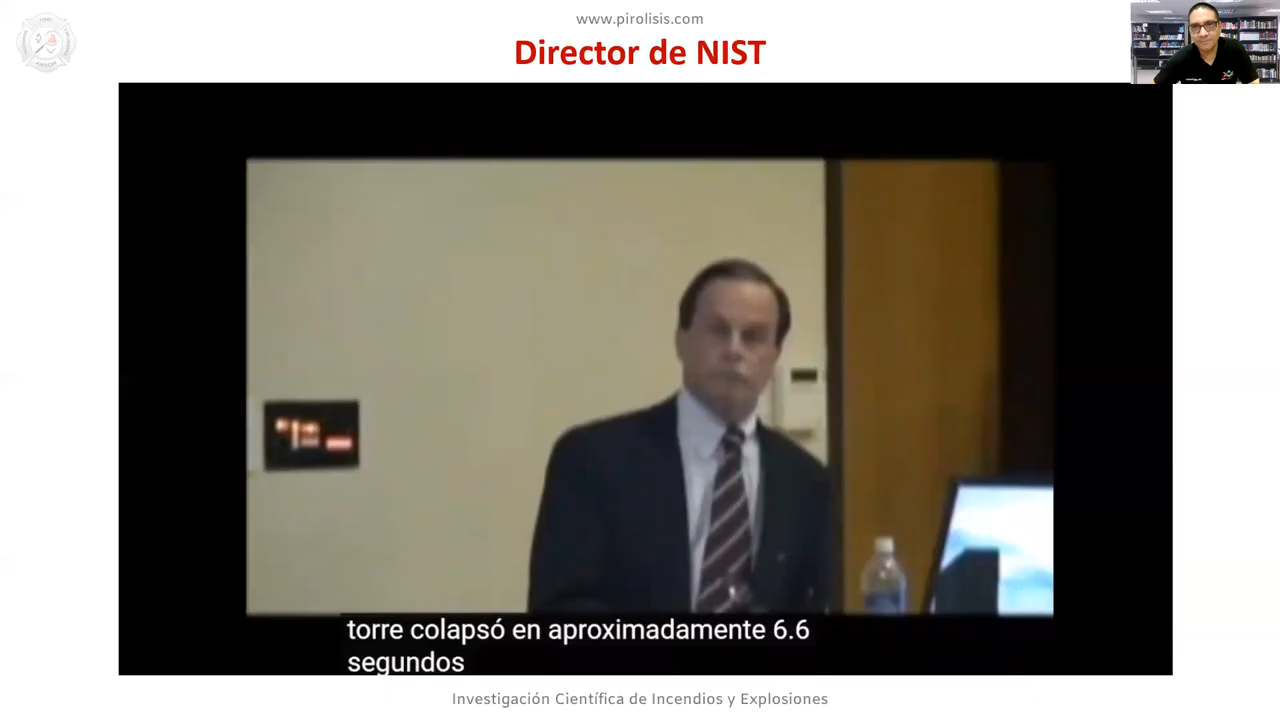 www.pirolisis.com
Director de NIST
torre colapsó en aproximadamente 6.6
segundos
Investigación Científica de Incendios y Explosiones